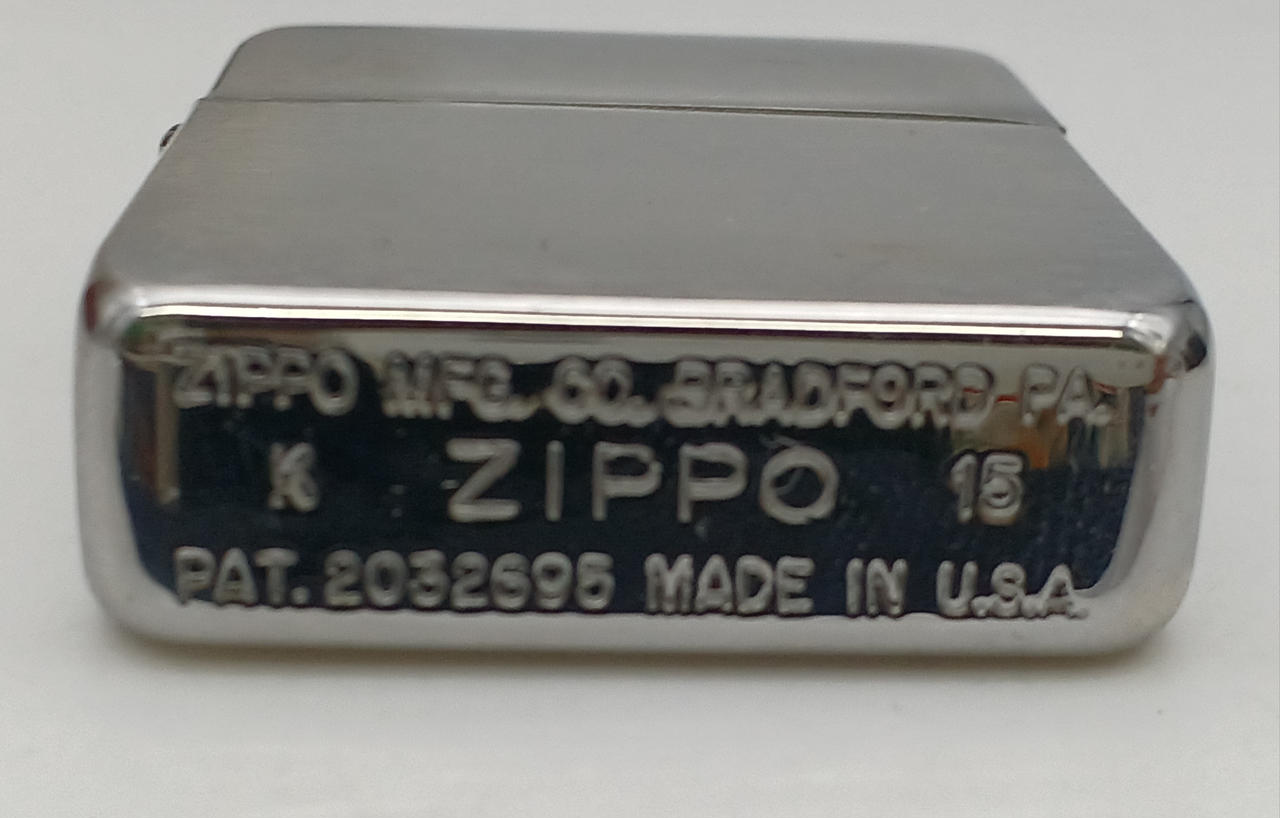 ZIPPO MFG. CO. BRADFORD PA.
K ZIPPO 15
PAT. 2032695 MADE IN U.S.A.